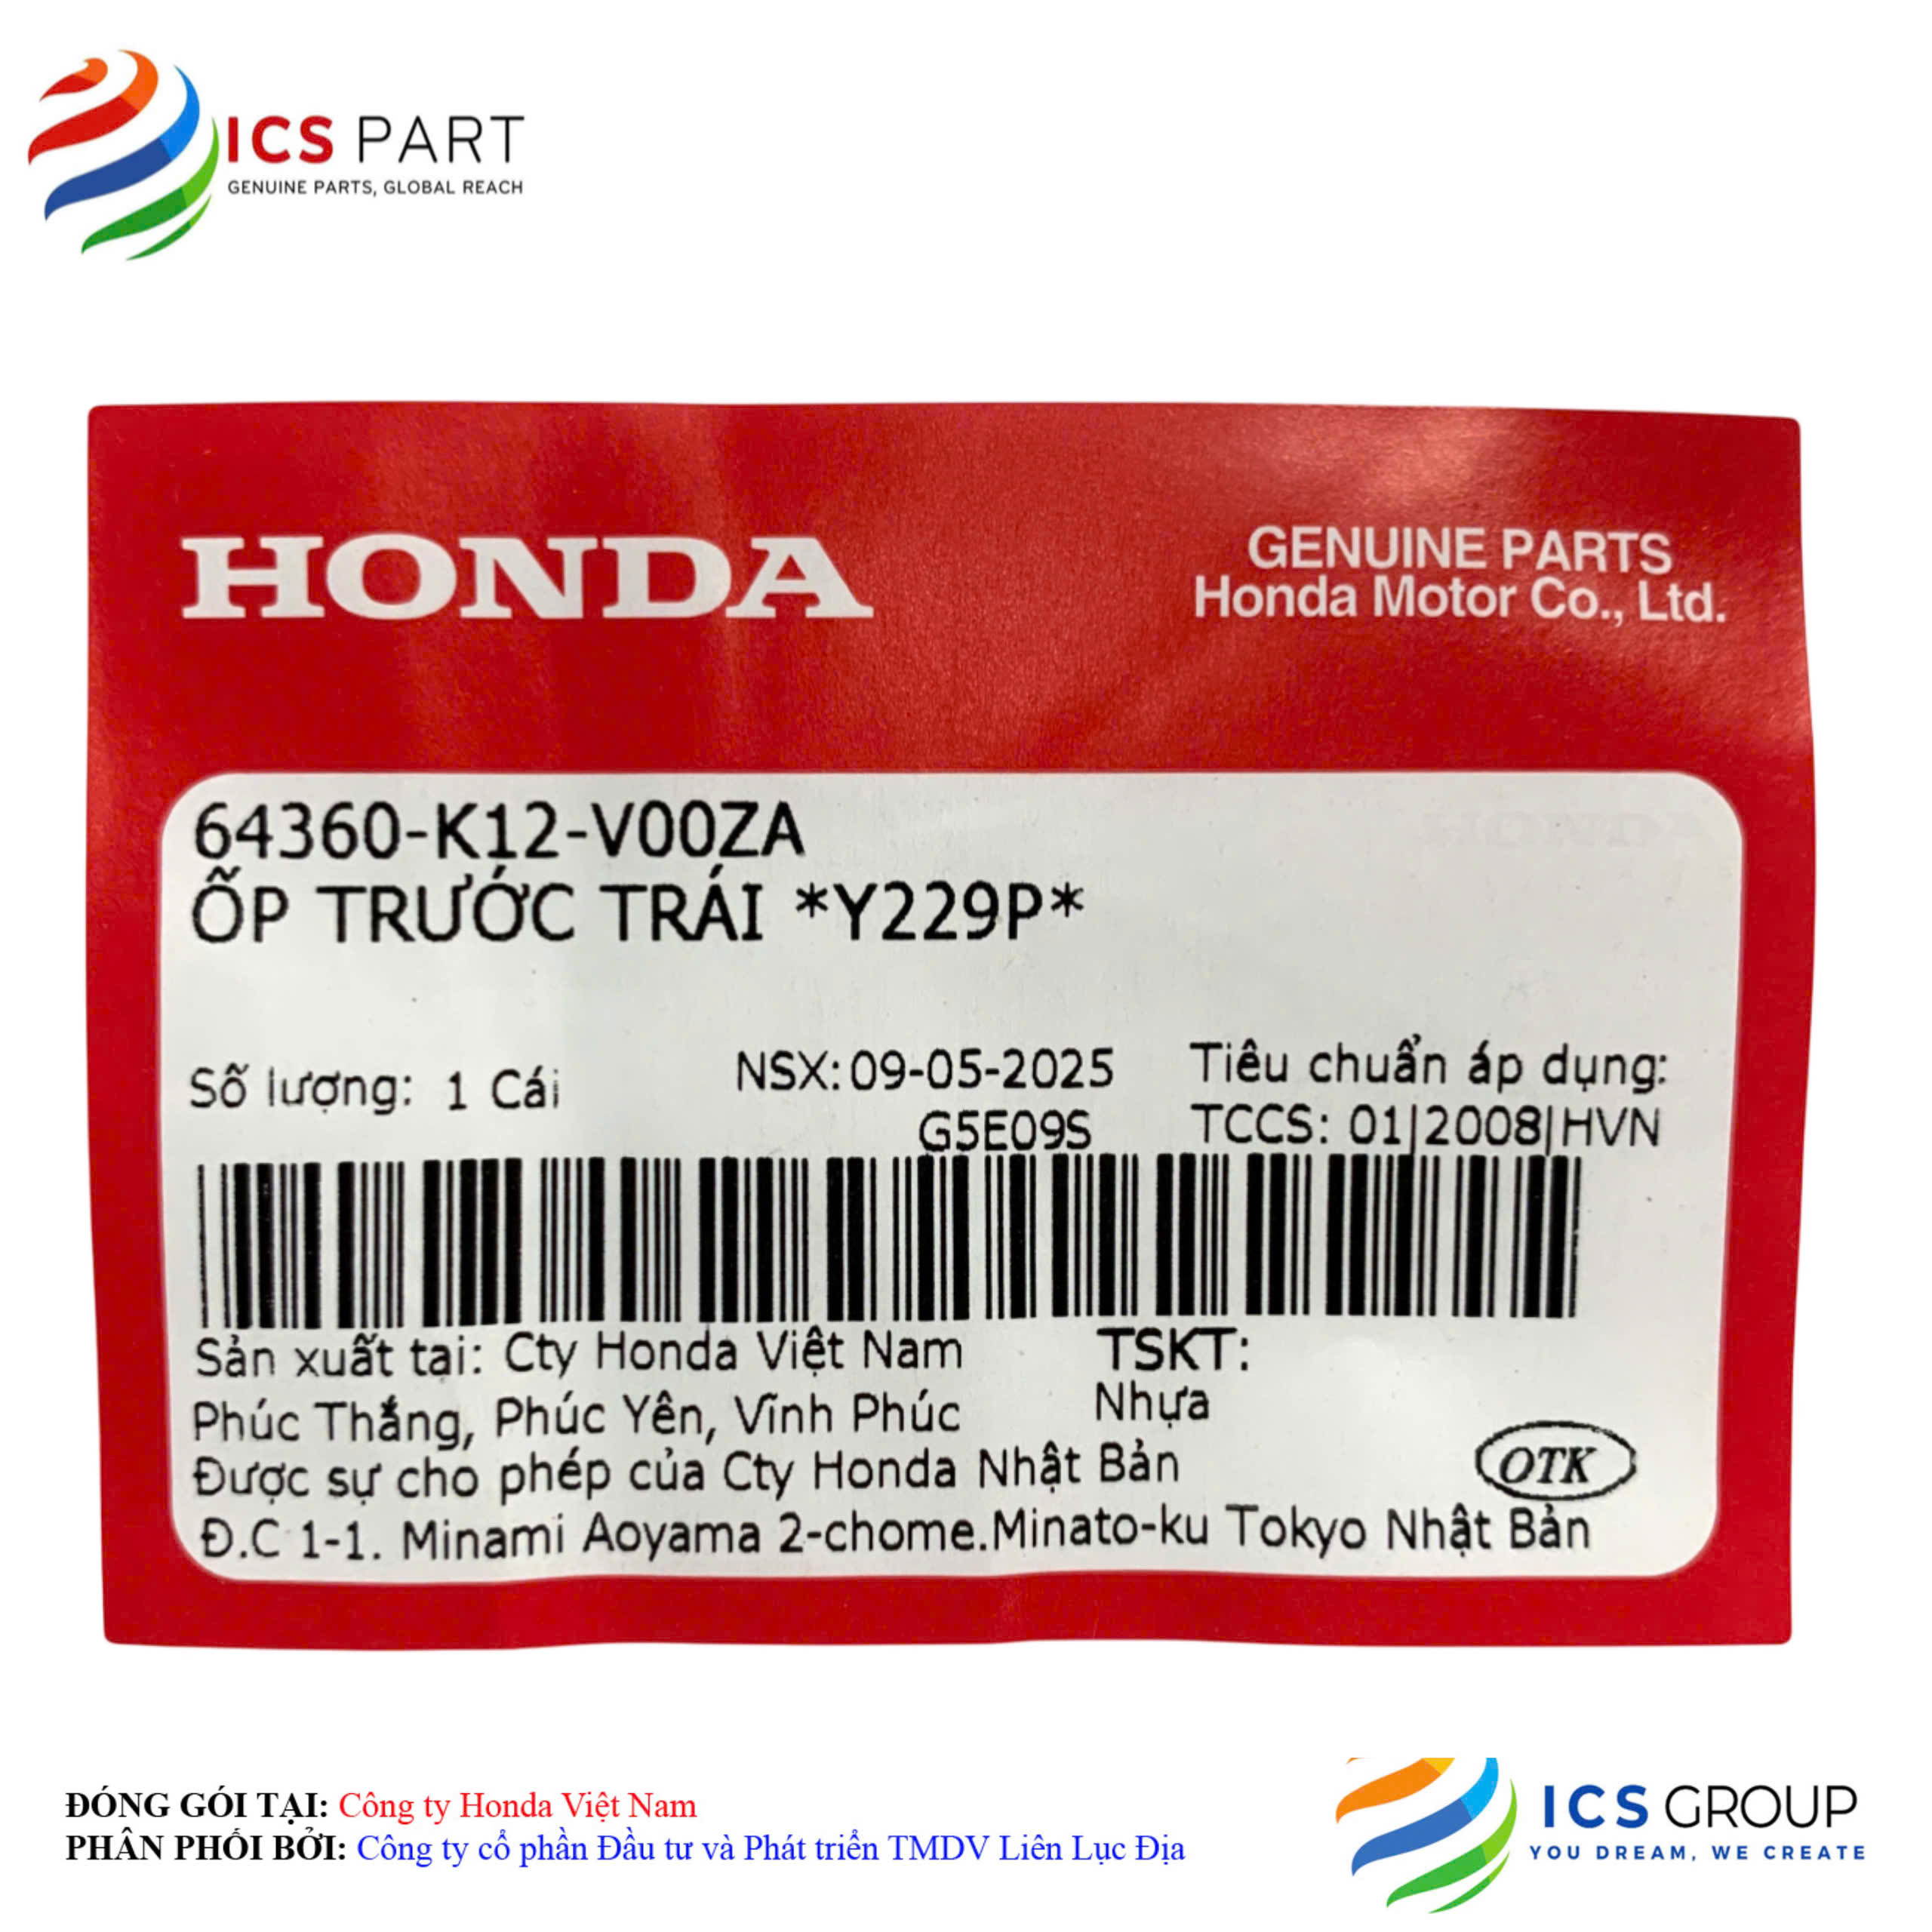 ICS PART
GENUINE PARTS, GLOBAL REACH
HONDA
GENUINE PARTS
Honda Motor Co., Ltd.
64360-K12-V00ZA
ỐP TRƯỚC TRÁI *Y229P*
Số lượng: 1 Cái
NSX: 09-05-2025
G5E09S
Tiêu chuẩn áp dụng:
TCCS: 01|2008|HVN
Sản xuất tại: Cty Honda Việt Nam
Phúc Thắng, Phúc Yên, Vĩnh Phúc
Được sự cho phép của Cty Honda Nhật Bản
Đ.C 1-1. Minami Aoyama 2-chome.Minato-ku Tokyo Nhật Bản
TSKT:
Nhựa
OTK
ĐÓNG GÓI TẠI: Công ty Honda Việt Nam
PHÂN PHỐI BỞI: Công ty cổ phần Đầu tư và Phát triển TMDV Liên Lục Địa
ICS GROUP
YOU DREAM, WE CREATE